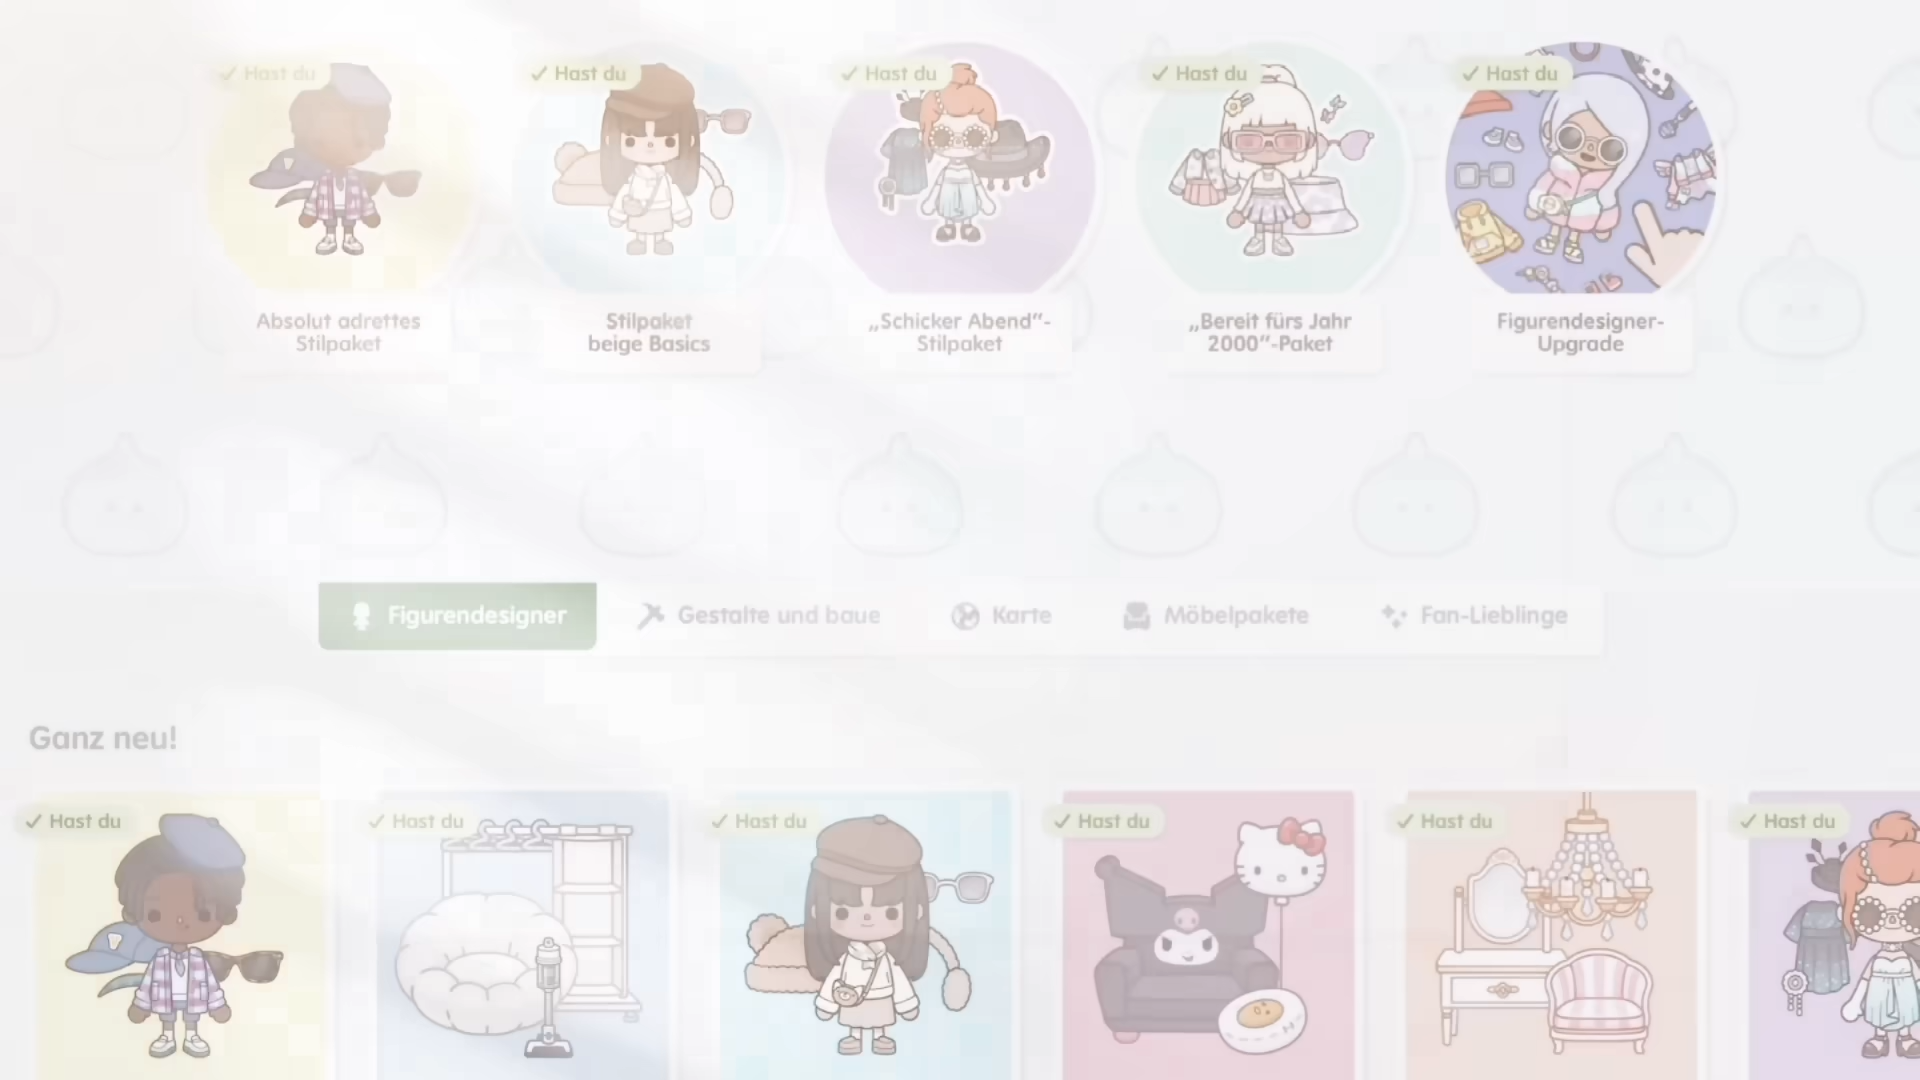 ✓ Hast du
✓ Hast du
✓ Hast du
✓ Hast du
✓ Hast du
Absolut adrettes
Stilpaket
Stilpaket
beige Basics
„Schicker Abend“-
Stilpaket
„Bereit fürs Jahr
2000“-Paket
Figurendesigner-
Upgrade
Figurendesigner
Gestalte und baue
Karte
Möbelpakete
Fan-Lieblinge
Ganz neu!
✓ Hast du
✓ Hast du
✓ Hast du
✓ Hast du
✓ Hast du
✓ Hast du